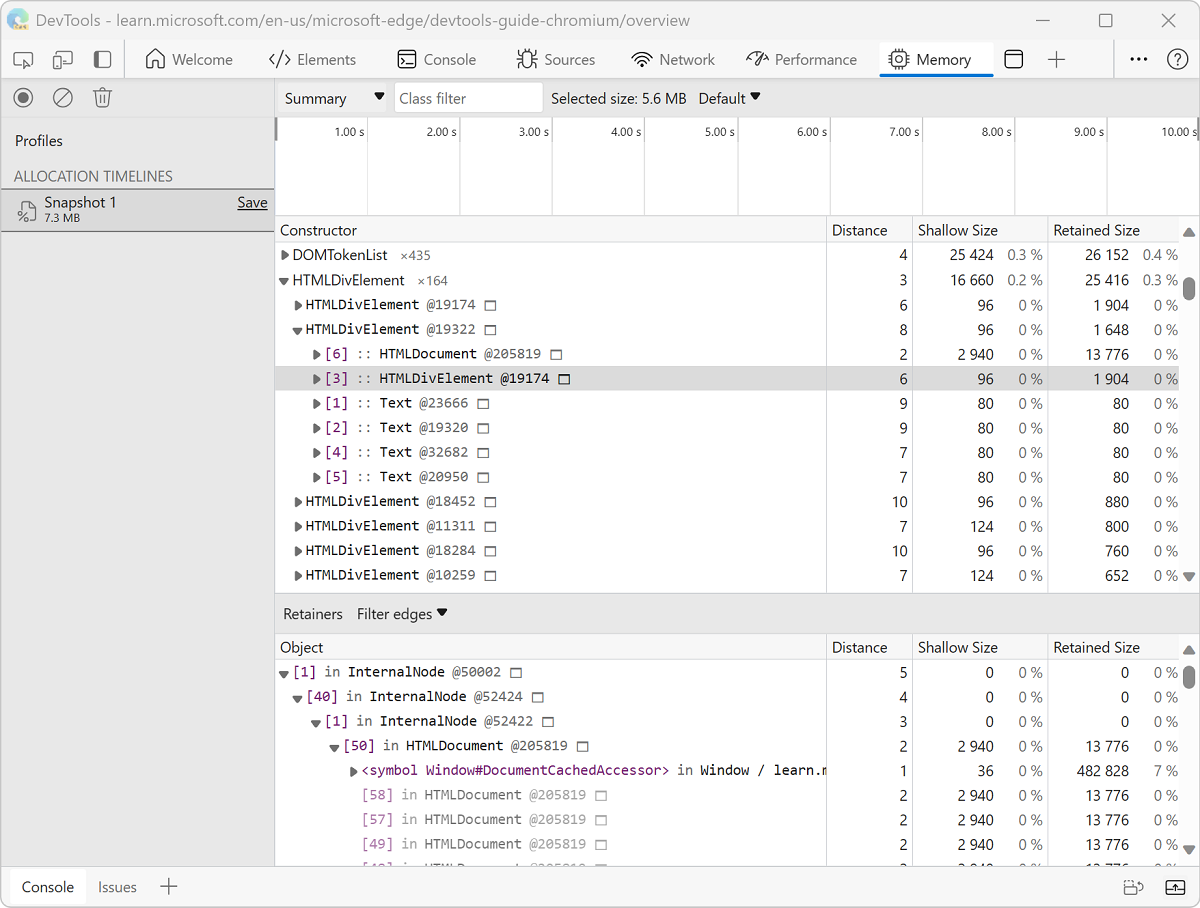 DevTools - learn.microsoft.com/en-us/microsoft-edge/devtools-guide-chromium/overview
Welcome Elements Console Sources Network Performance Memory
Summary Class filter Selected size: 5.6 MB Default
Profiles
ALLOCATION TIMELINES
Snapshot 1 Save
7.3 MB
1.00 s 2.00 s 3.00 s 4.00 s 5.00 s 6.00 s 7.00 s 8.00 s 9.00 s 10.00 s
Constructor Distance Shallow Size Retained Size
DOMTokenList ×435 4 25 424 0.3 % 26 152 0.4 %
HTMLDivElement ×164 3 16 660 0.2 % 25 416 0.3 %
HTMLDivElement @19174 6 96 0 % 1 904 0 %
HTMLDivElement @19322 8 96 0 % 1 648 0 %
[6] :: HTMLDocument @205819 2 2 940 0 % 13 776 0 %
[3] :: HTMLDivElement @19174 6 96 0 % 1 904 0 %
[1] :: Text @23666 9 80 0 % 80 0 %
[2] :: Text @19320 9 80 0 % 80 0 %
[4] :: Text @32682 7 80 0 % 80 0 %
[5] :: Text @20950 7 80 0 % 80 0 %
HTMLDivElement @18452 10 96 0 % 880 0 %
HTMLDivElement @11311 7 124 0 % 800 0 %
HTMLDivElement @18284 10 96 0 % 760 0 %
HTMLDivElement @10259 7 124 0 % 652 0 %
Retainers Filter edges
Object Distance Shallow Size Retained Size
[1] in InternalNode @50002 5 0 0 % 0 0 %
[40] in InternalNode @52424 4 0 0 % 0 0 %
[1] in InternalNode @52422 3 0 0 % 0 0 %
[50] in HTMLDocument @205819 2 2 940 0 % 13 776 0 %
<symbol Window#DocumentCachedAccessor> in Window / learn.m 1 36 0 % 482 828 7 %
[58] in HTMLDocument @205819 2 2 940 0 % 13 776 0 %
[57] in HTMLDocument @205819 2 2 940 0 % 13 776 0 %
[49] in HTMLDocument @205819 2 2 940 0 % 13 776 0 %
Console Issues